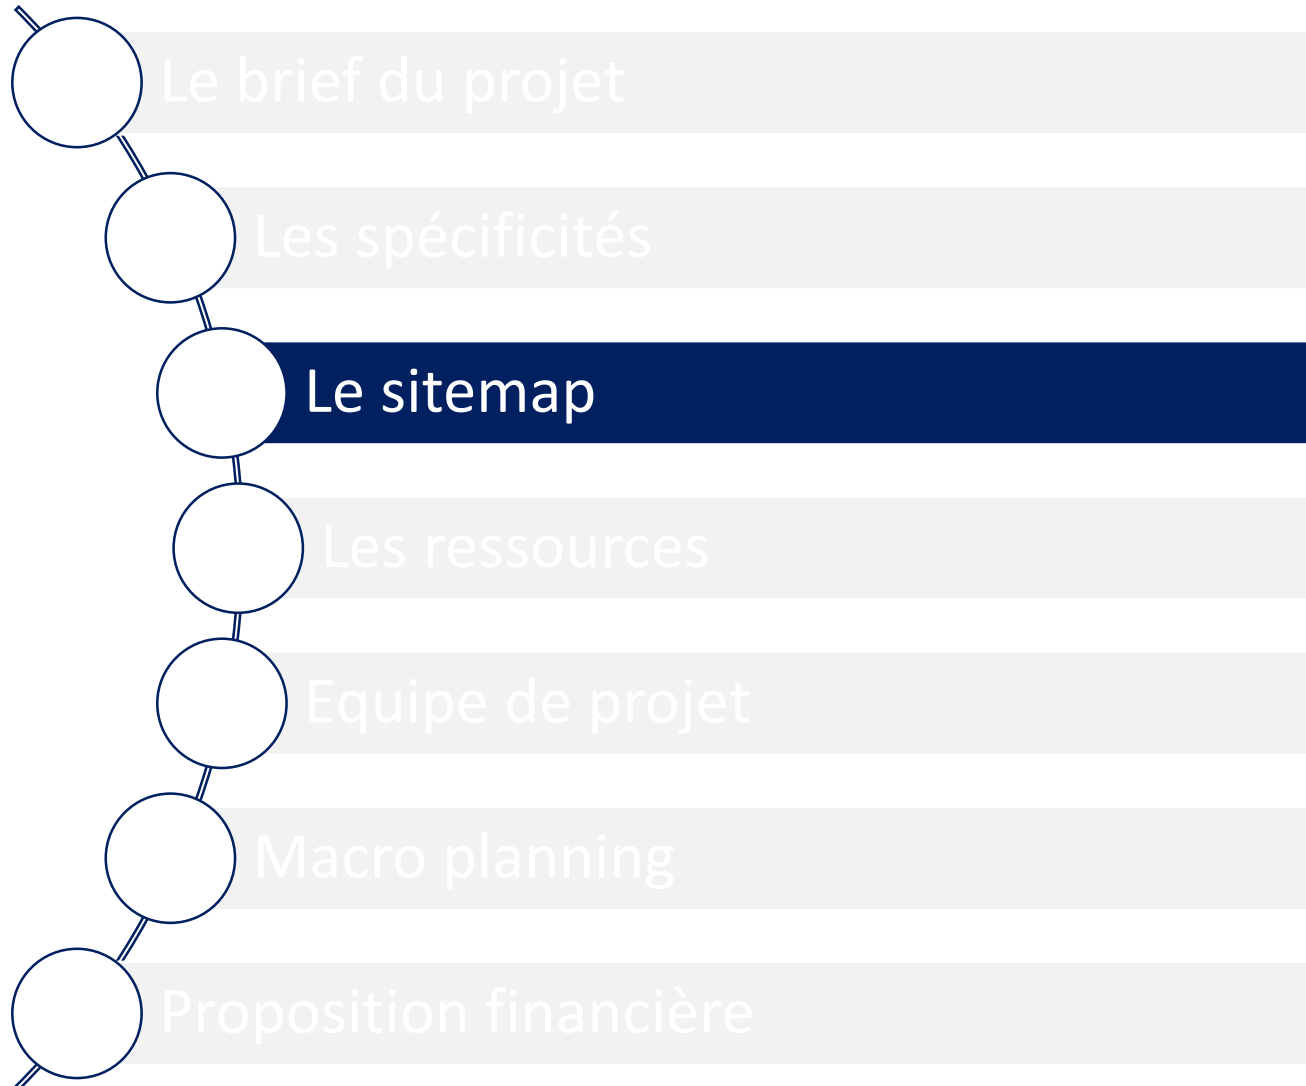 Le brief du projet
Les spécificités
Le sitemap
Les ressources
Equipe de projet
Macro planning
Proposition financière